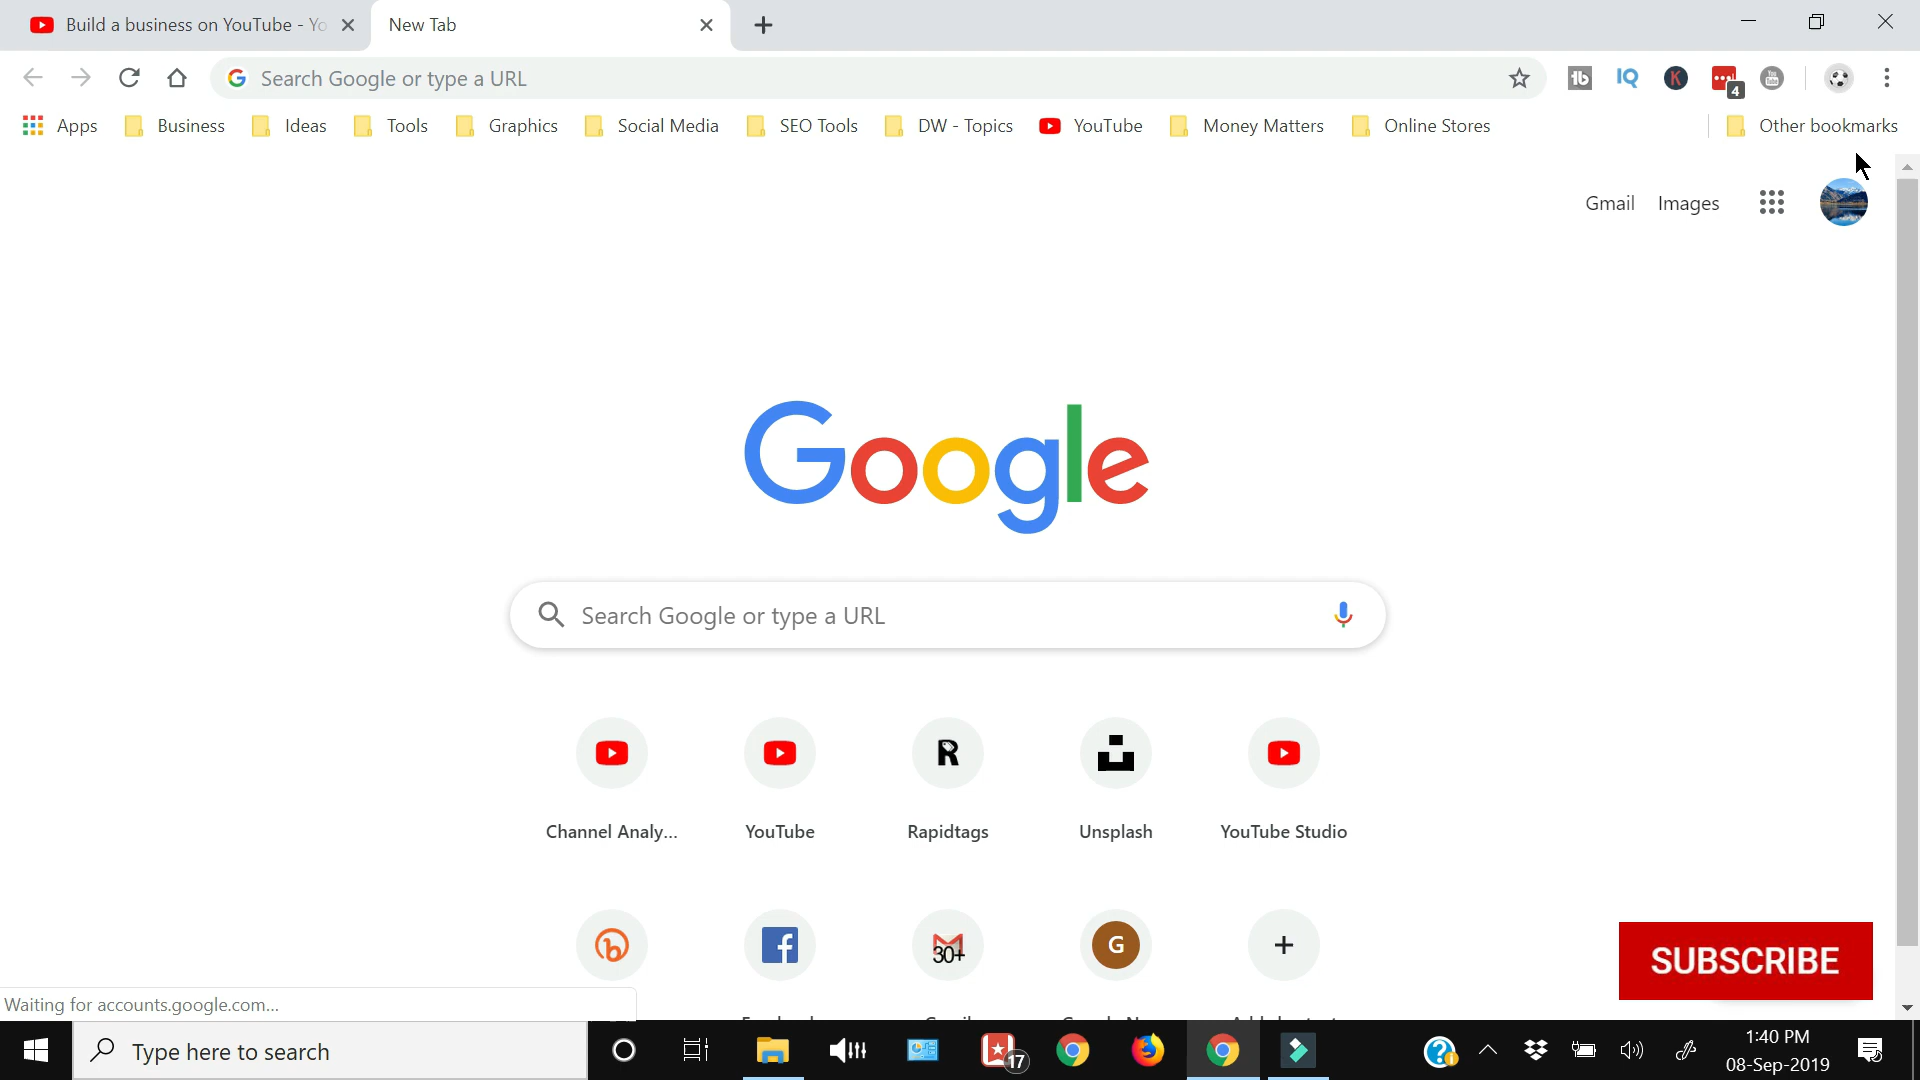 Build a business on YouTube - Yo
New Tab
Search Google or type a URL
4
Apps
Business
Ideas
Tools
Graphics
Social Media
SEO Tools
DW - Topics
YouTube
Money Matters
Online Stores
Other bookmarks
Gmail
Images
Google
Search Google or type a URL
Channel Analy...
YouTube
Rapidtags
Unsplash
YouTube Studio
30+
G
SUBSCRIBE
Waiting for accounts.google.com...
Type here to search
17
1:40 PM
08-Sep-2019